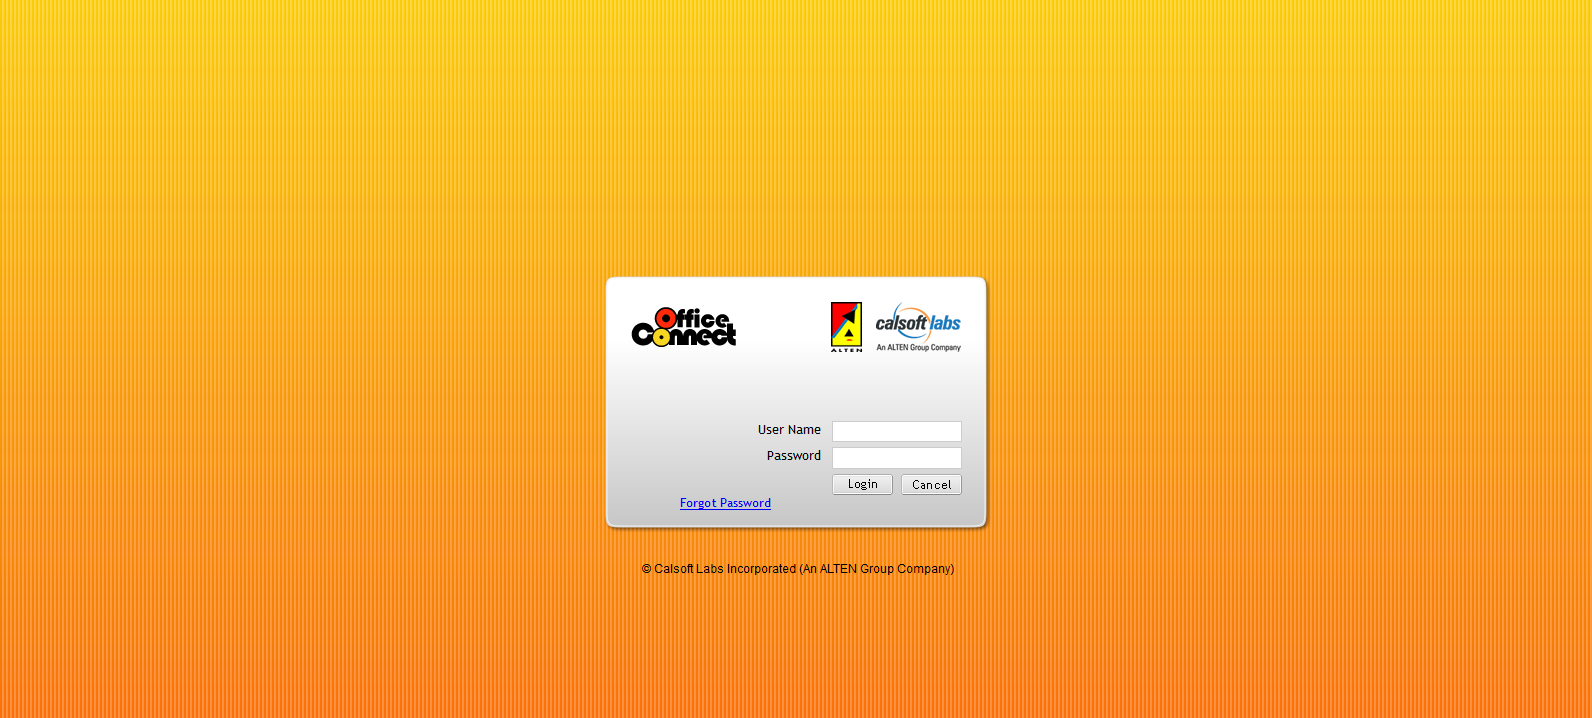 Office
Connect
ALTEN
calsoft labs
An ALTEN Group Company
User Name
Password
Login
Cancel
Forgot Password
© Calsoft Labs Incorporated (An ALTEN Group Company)